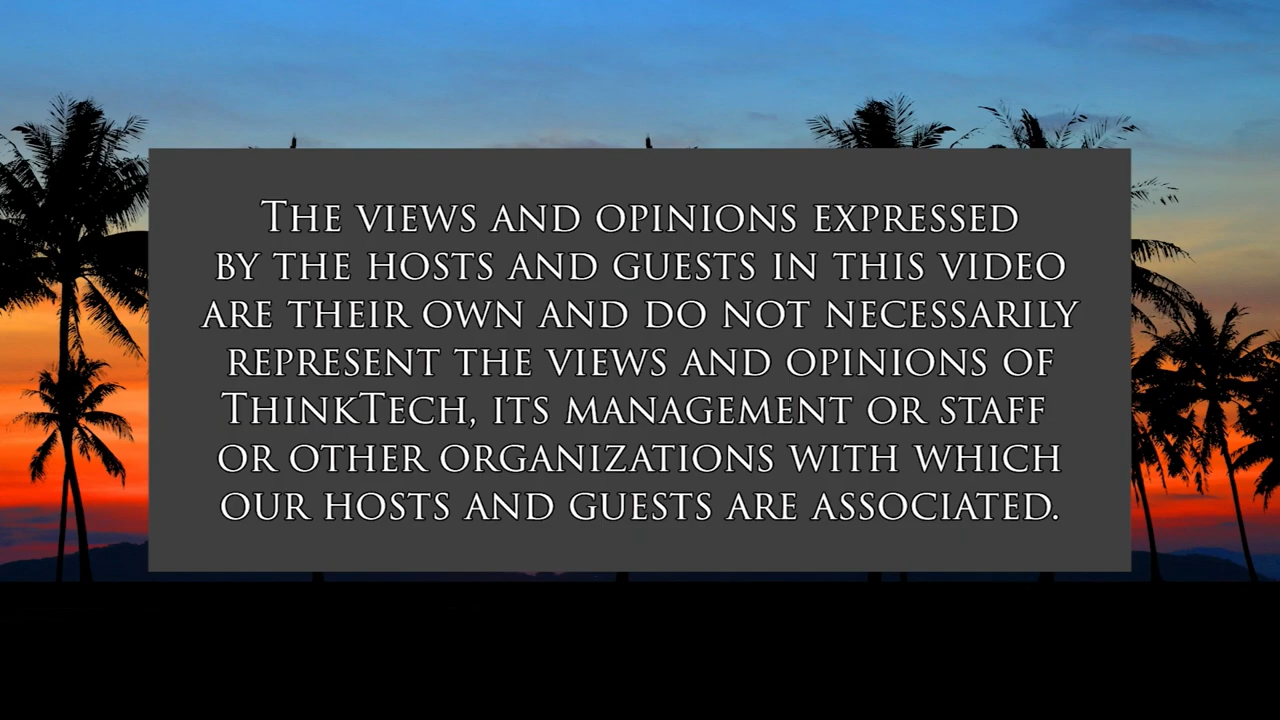 The views and opinions expressed
by the hosts and guests in this video
are their own and do not necessarily
represent the views and opinions of
ThinkTech, its management or staff
or other organizations with which
our hosts and guests are associated.